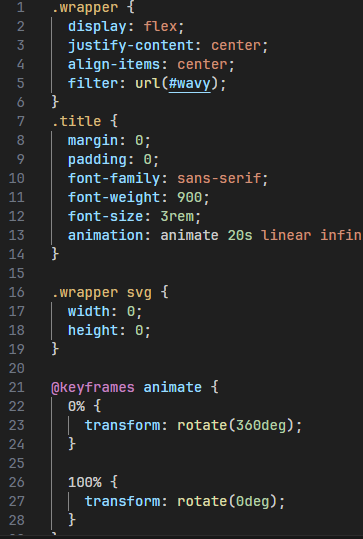 1 .wrapper {
2 display: flex;
3 justify-content: center;
4 align-items: center;
5 filter: url(#wavy);
6 }
7 .title {
8 margin: 0;
9 padding: 0;
10 font-family: sans-serif;
11 font-weight: 900;
12 font-size: 3rem;
13 animation: animate 20s linear infin
14 }
15
16 .wrapper svg {
17 width: 0;
18 height: 0;
19 }
20
21 @keyframes animate {
22 0% {
23 transform: rotate(360deg);
24 }
25
26 100% {
27 transform: rotate(0deg);
28 }